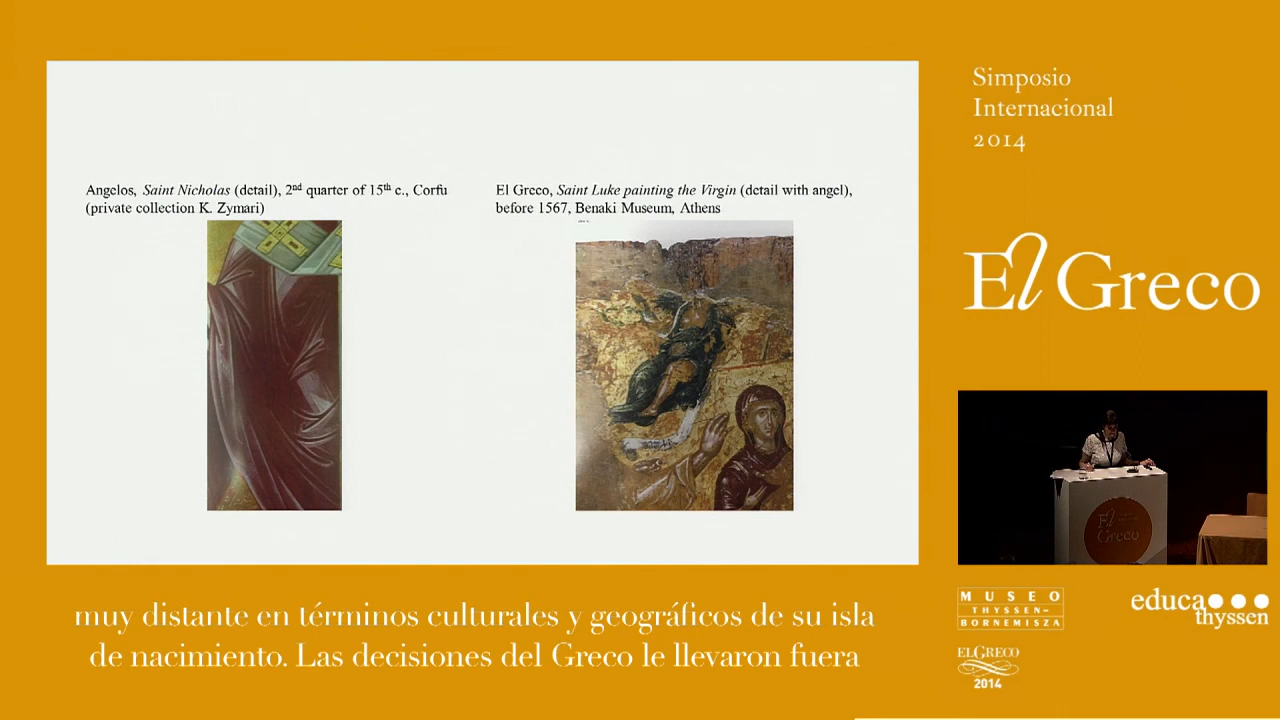 Angelos, Saint Nicholas (detail), 2nd quarter of 15th c., Corfu
(private collection K. Zymari)
El Greco, Saint Luke painting the Virgin (detail with angel),
before 1567, Benaki Museum, Athens
Simposio
Internacional
2014
El Greco
El
Greco
MUSEO
THYSSEN-
BORNEMISZA
educa
thyssen
EL GRECO
2014
muy distante en términos culturales y geográficos de su isla
de nacimiento. Las decisiones del Greco le llevaron fuera